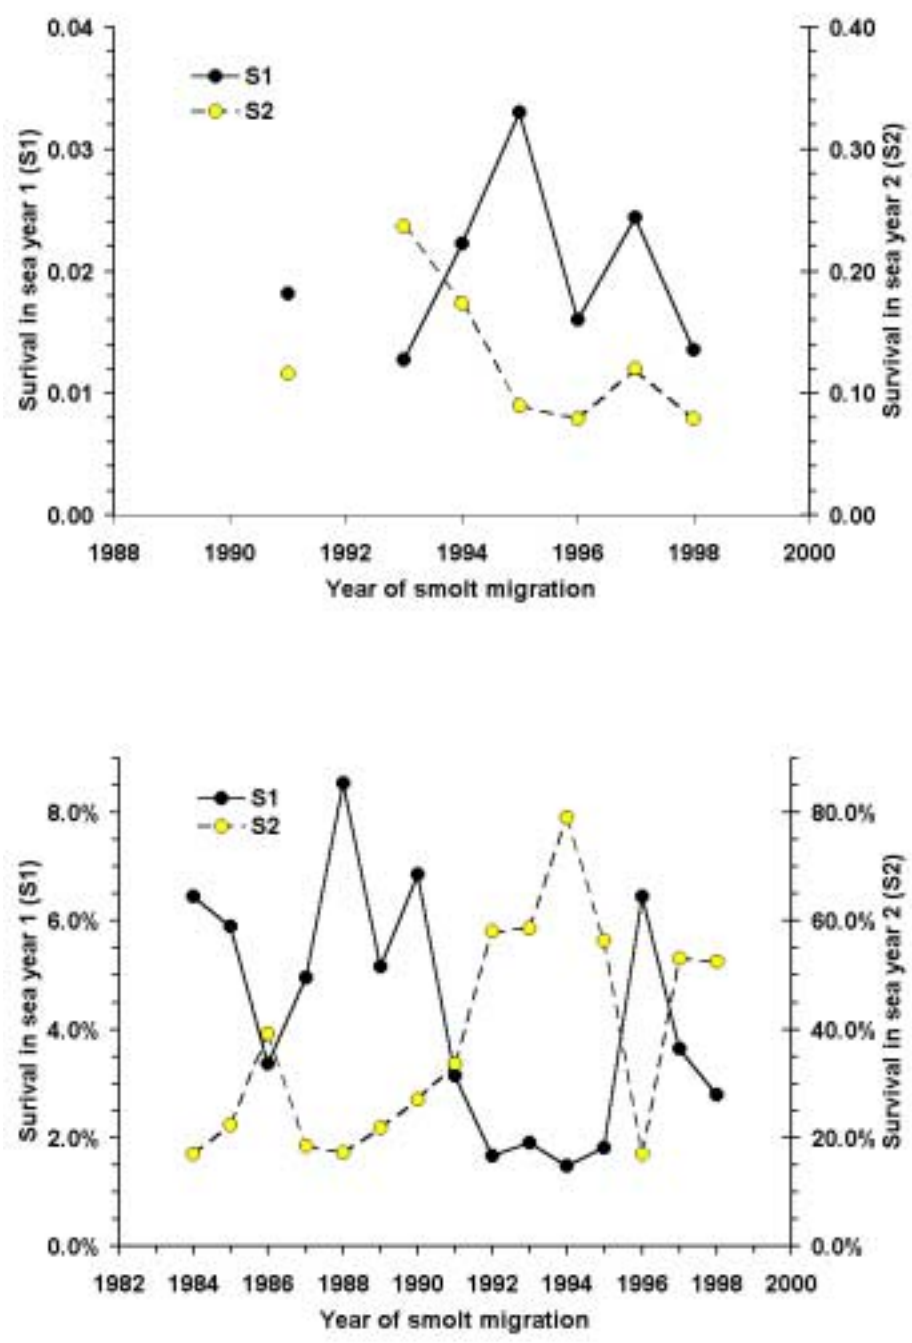 0.04
0.40
S1
S2
0.03
0.30
0.02
0.20
0.01
0.10
0.00
0.00
Surival in sea year 1 (S1)
Survival in sea year 2 (S2)
1988 1990 1992 1994 1996 1998 2000
Year of smolt migration
S1
S2
8.0%
80.0%
6.0%
60.0%
4.0%
40.0%
2.0%
20.0%
0.0%
0.0%
Surival in sea year 1 (S1)
Survival in sea year 2 (S2)
1982 1984 1986 1988 1990 1992 1994 1996 1998 2000
Year of smolt migration